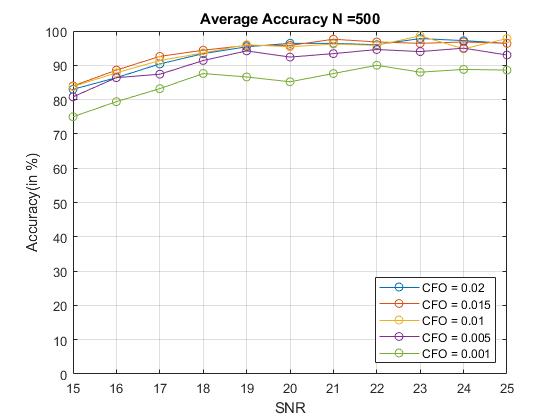 Average Accuracy N =500
100
90
80
70
60
50
40
30
20
10
0
Accuracy(in %)
15 16 17 18 19 20 21 22 23 24 25
SNR
CFO = 0.02
CFO = 0.015
CFO = 0.01
CFO = 0.005
CFO = 0.001